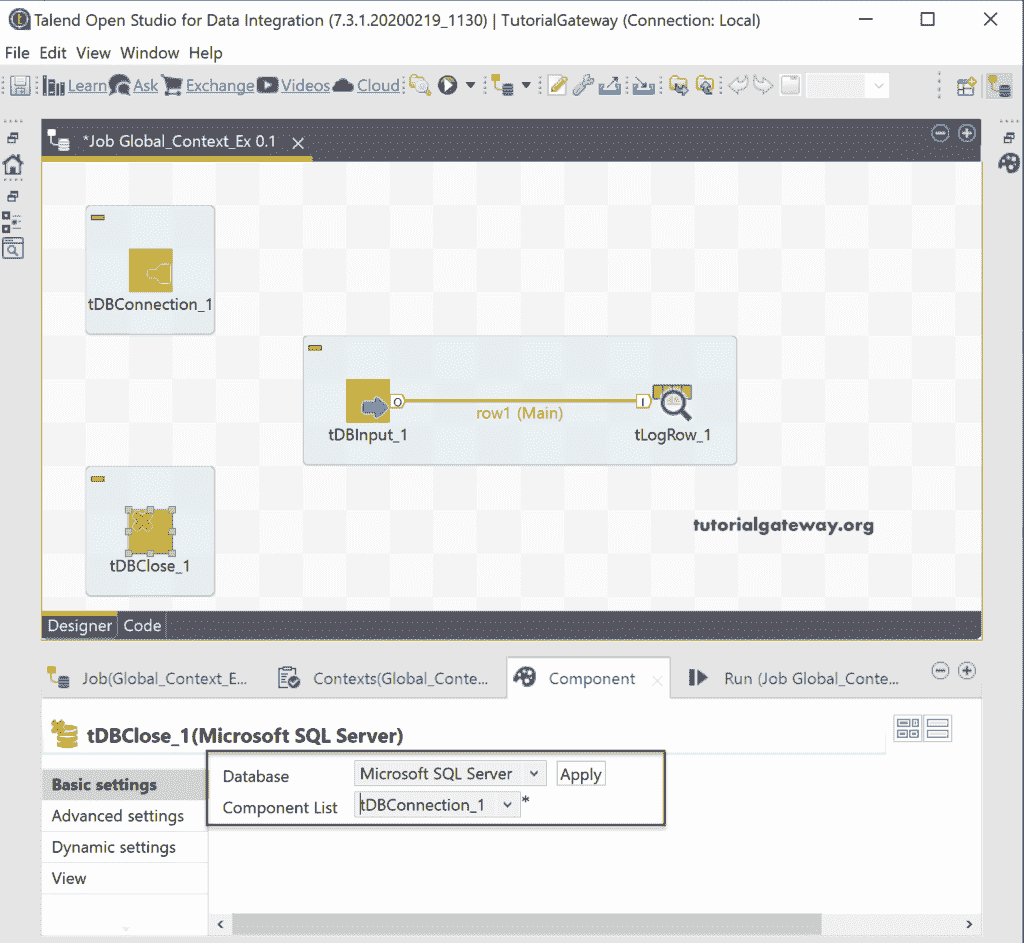 Talend Open Studio for Data Integration (7.3.1.20200219_1130) | TutorialGateway (Connection: Local)
File Edit View Window Help
Learn Ask Exchange Videos Cloud
*Job Global_Context_Ex 0.1
tDBConnection_1
O I
row1 (Main)
tDBInput_1 tLogRow_1
tutorialgateway.org
tDBClose_1
Designer Code
Job(Global_Context_E... Contexts(Global_Conte... Component Run (Job Global_Conte...
tDBClose_1(Microsoft SQL Server)
Basic settings Database Microsoft SQL Server Apply
Component List tDBConnection_1 *
Advanced settings
Dynamic settings
View